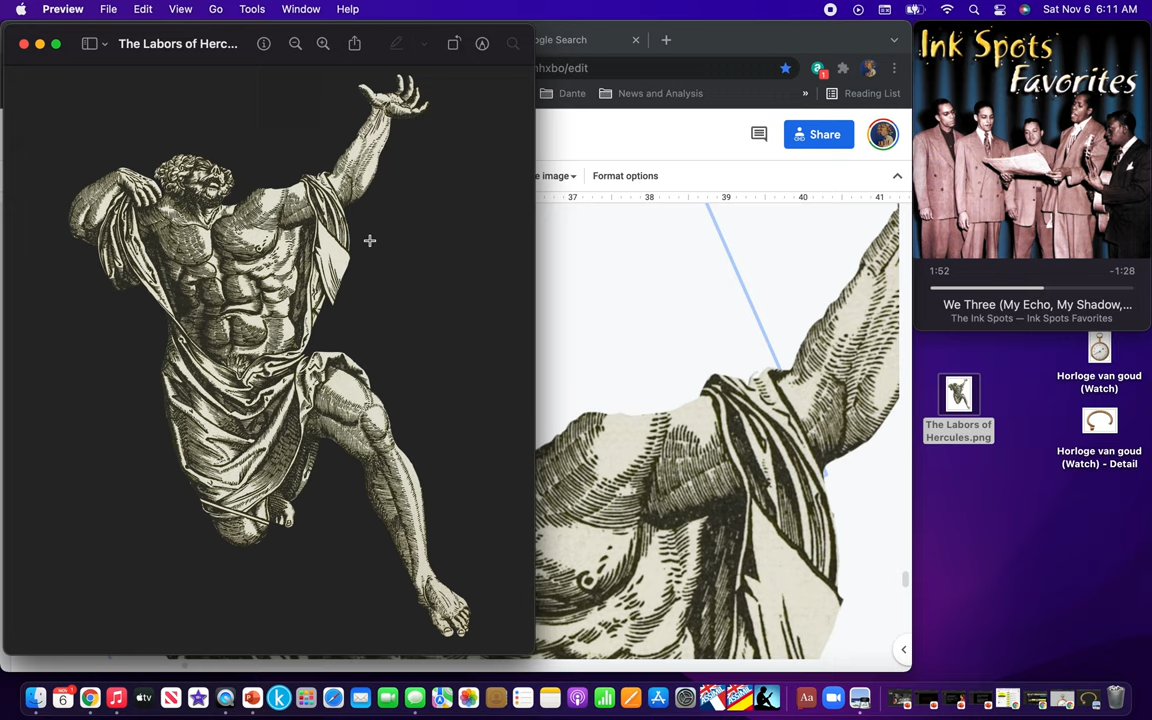 Preview File Edit View Go Tools Window Help
Sat Nov 6 6:11 AM
The Labors of Herc...
ogle Search
nhxbo/edit
Dante News and Analysis » Reading List
Share
e image Format options
37 38 39 40 41
Ink Spots
Favorites
1:52 -1:28
We Three (My Echo, My Shadow,...
The Ink Spots — Ink Spots Favorites
Horloge van goud
(Watch)
The Labors of
Hercules.png
Horloge van goud
(Watch) - Detail